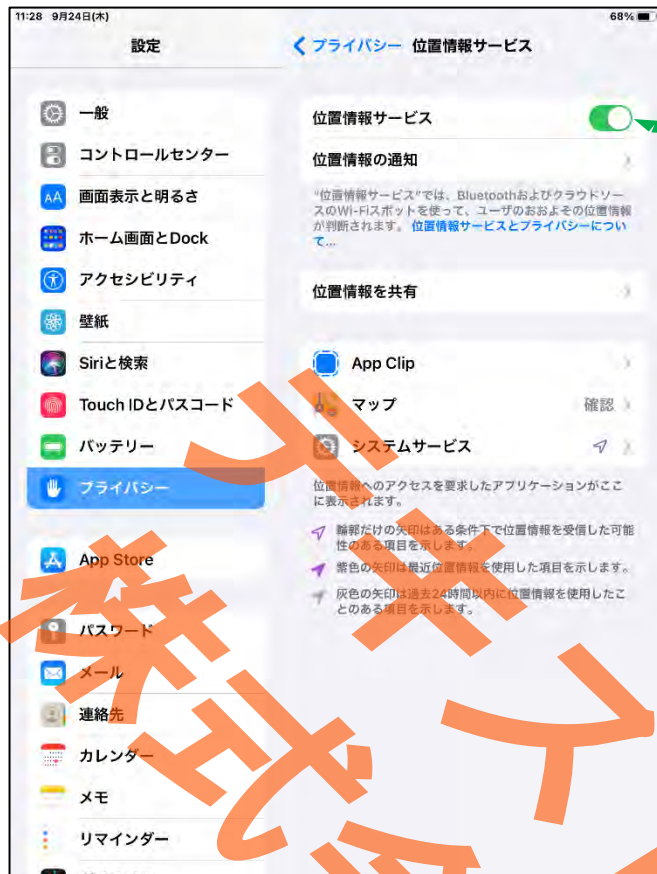 11:28 9月24日(木)
68%
設定
プライバシー 位置情報サービス
一般
コントロールセンター
画面表示と明るさ
ホーム画面とDock
アクセシビリティ
壁紙
Siriと検索
Touch IDとパスコード
バッテリー
プライバシー
App Store
パスワード
メール
連絡先
カレンダー
メモ
リマインダー
位置情報サービス
位置情報の通知
"位置情報サービス"では、Bluetoothおよびクラウドソー
スのWi-Fiスポットを使って、ユーザのおおよその位置情報
が判断されます。位置情報サービスとプライバシーについ
て...
位置情報を共有
App Clip
マップ 確認
システムサービス
位置情報へのアクセスを要求したアプリケーションがここ
に表示されます。
輪郭だけの矢印はある条件下で位置情報を受信した可能
性のある項目を示します。
紫色の矢印は最近位置情報を使用した項目を示します。
灰色の矢印は過去24時間以内に位置情報を使用したこ
とのある項目を示します。
テキス
株式会